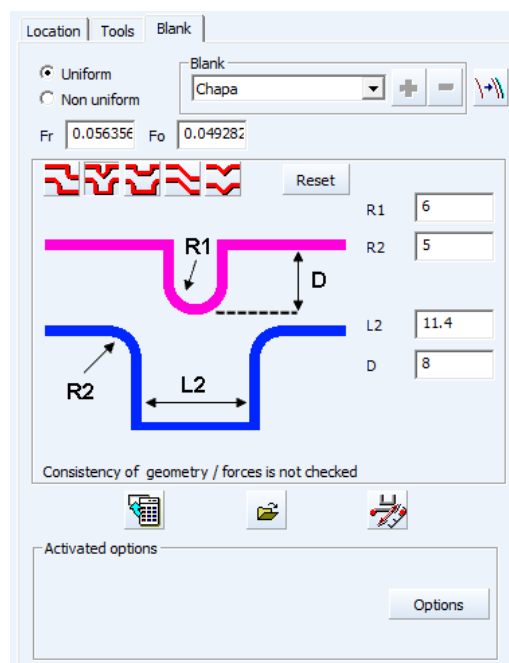 Location Tools Blank
Uniform
Non uniform
Blank
Chapa
Fr 0.056356 Fo 0.049282
Reset
R1 6
R2 5
L2 11.4
D 8
R1
D
R2
L2
Consistency of geometry / forces is not checked
Activated options
Options